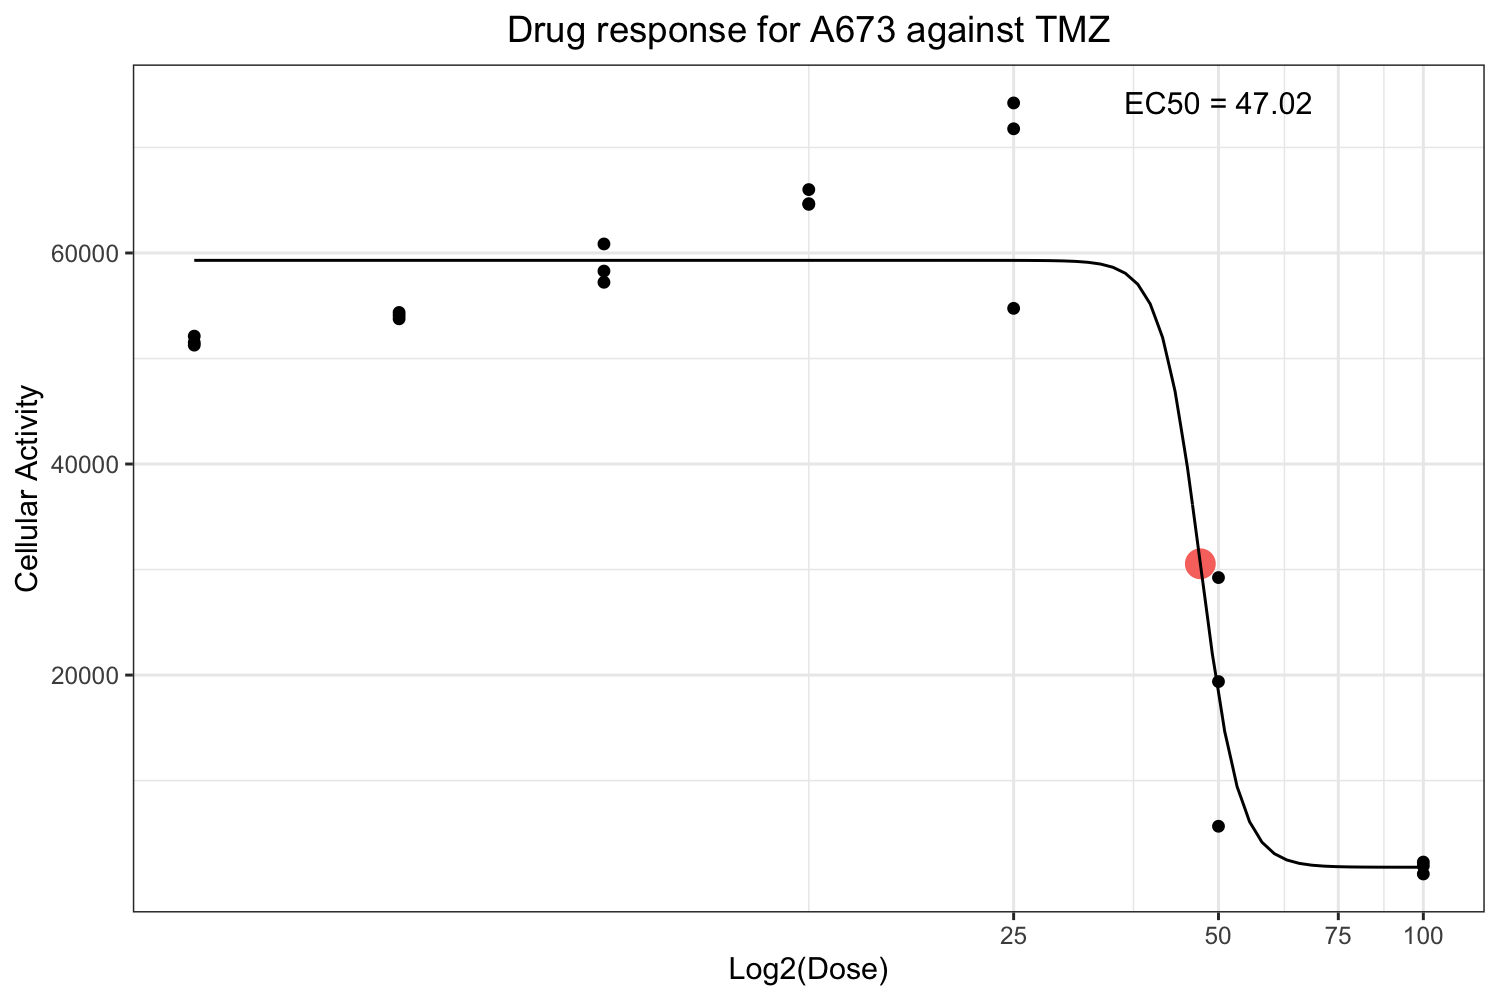 Drug response for A673 against TMZ
EC50 = 47.02
60000
40000
20000
Cellular Activity
25 50 75 100
Log2(Dose)